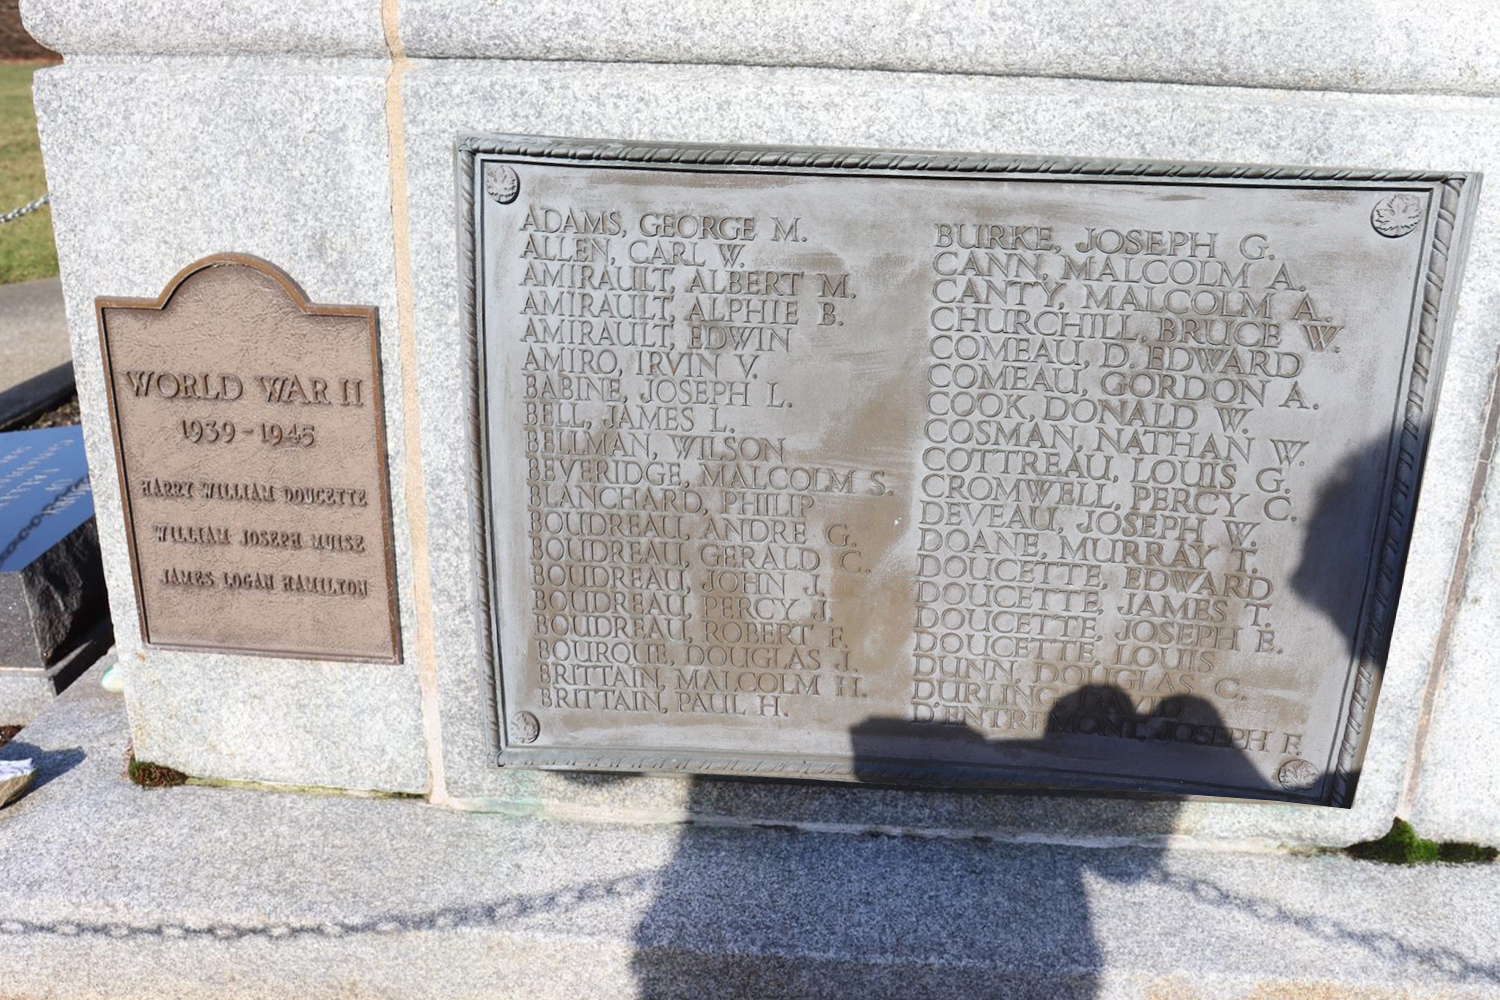 WORLD WAR II
1939-1945
HARRY WILLIAM DOUCETTE
WILLIAM JOSEPH MUISE
JAMES LOGAN HAMILTON
ADAMS, GEORGE M.
ALLEN, CARL W.
AMIRAULT, ALBERT M.
AMIRAULT, ALPHIE B.
AMIRAULT, EDWIN
AMIRO, IRVIN V.
BABINE, JOSEPH L.
BELL, JAMES L.
BELLMAN, WILSON
BEVERIDGE, MALCOLM S.
BLANCHARD, PHILIP
BOUDREAU, ANDRE G.
BOUDREAU, GERALD C.
BOUDREAU, JOHN J.
BOUDREAU, PERCY J.
BOUDREAU, ROBERT F.
BOURQUE, DOUGLAS J.
BRITTAIN, MALCOLM H.
BRITTAIN, PAUL H.
BURKE, JOSEPH G.
CANN, MALCOLM A.
CANTY, MALCOLM A.
CHURCHILL, BRUCE W.
COMEAU, D. EDWARD
COMEAU, GORDON A.
COOK, DONALD W.
COSMAN, NATHAN W.
COTTREAU, LOUIS G.
CROMWELL, PERCY C.
DEVEAU, JOSEPH W.
DOANE, MURRAY T.
DOUCETTE, EDWARD
DOUCETTE, JAMES T.
DOUCETTE, JOSEPH E.
DOUCETTE, LOUIS
DUNN, DOUGLAS C.
DURLING, DAVID
D'ENTREMONT, JOSEPH F.